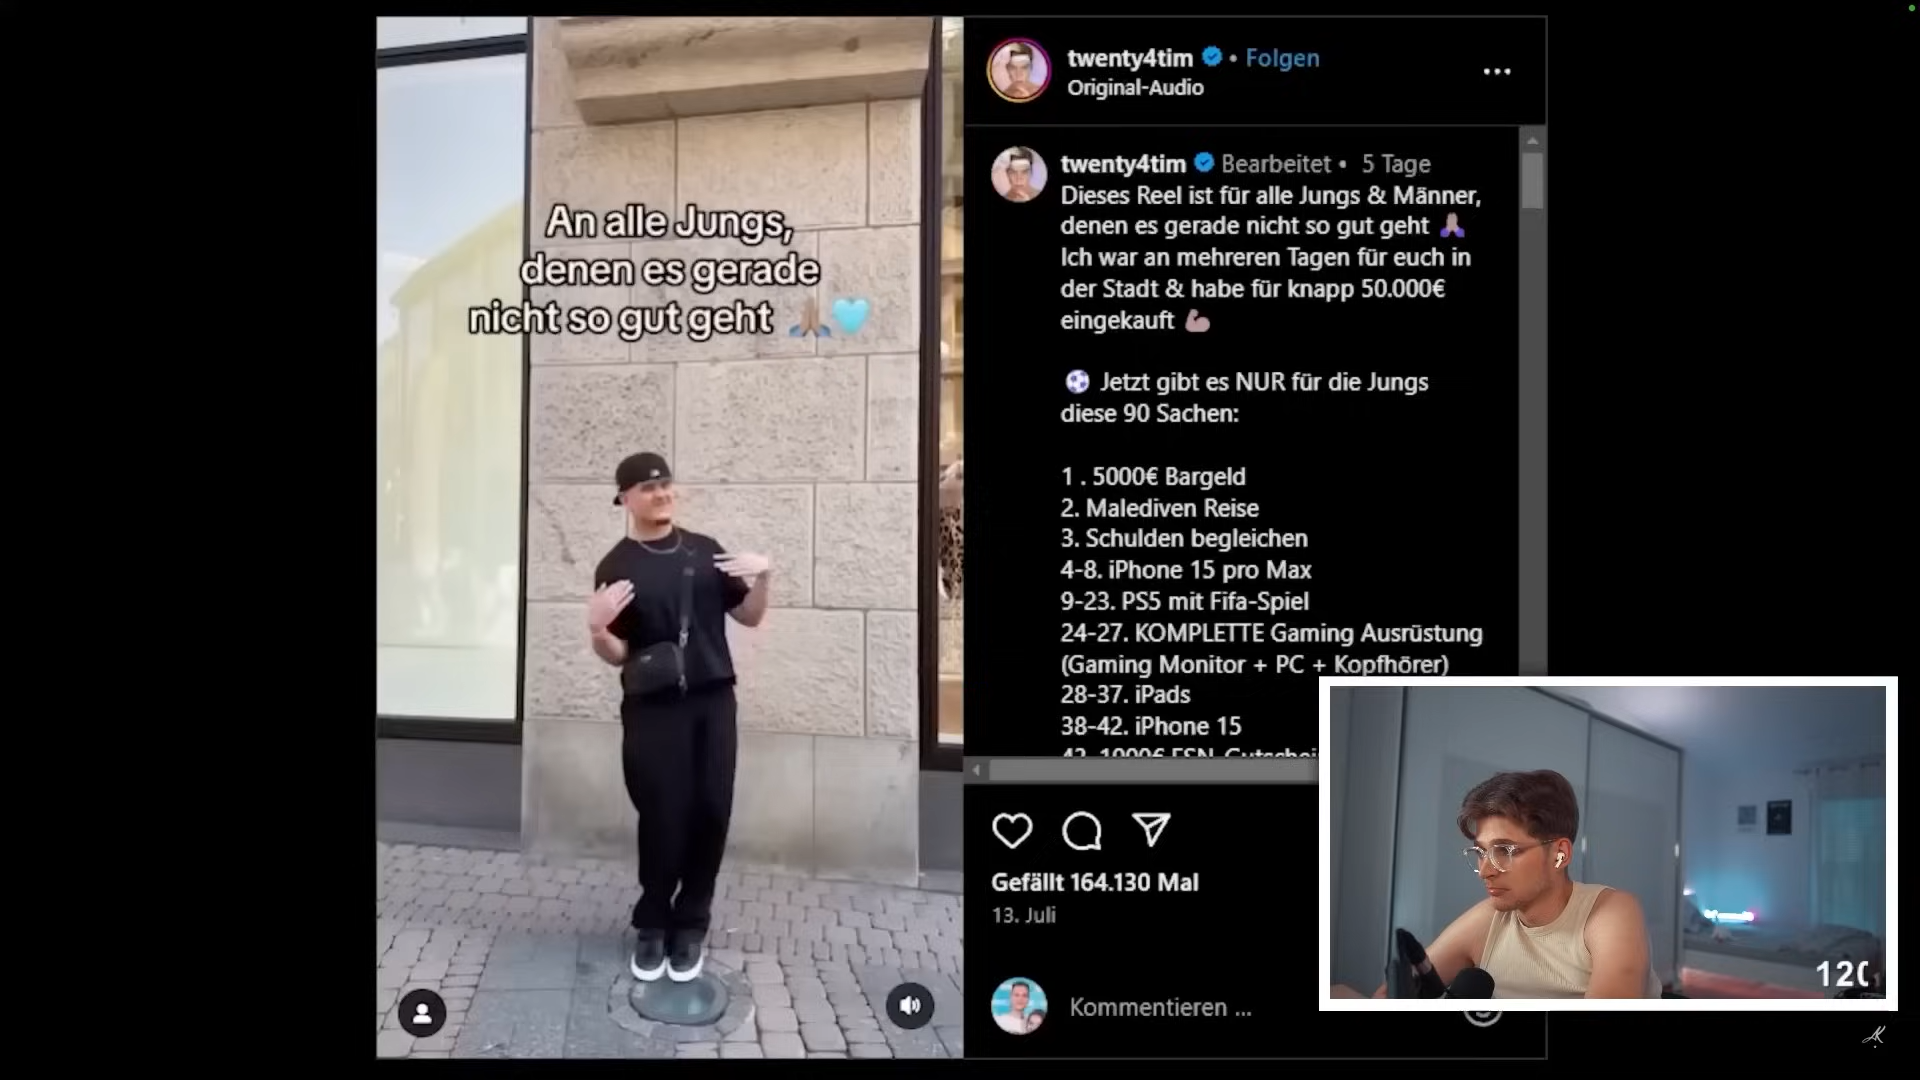 An alle Jungs,
denen es gerade
nicht so gut geht 🙏🏽🩵
twenty4tim • Folgen
Original-Audio
twenty4tim Bearbeitet • 5 Tage
Dieses Reel ist für alle Jungs & Männer,
denen es gerade nicht so gut geht 🙏🏽
Ich war an mehreren Tagen für euch in
der Stadt & habe für knapp 50.000€
eingekauft 💪🏼
⚽ Jetzt gibt es NUR für die Jungs
diese 90 Sachen:
1 . 5000€ Bargeld
2. Malediven Reise
3. Schulden begleichen
4-8. iPhone 15 pro Max
9-23. PS5 mit Fifa-Spiel
24-27. KOMPLETTE Gaming Ausrüstung
(Gaming Monitor + PC + Kopfhörer)
28-37. iPads
38-42. iPhone 15
Gefällt 164.130 Mal
13. Juli
Kommentieren ...
120